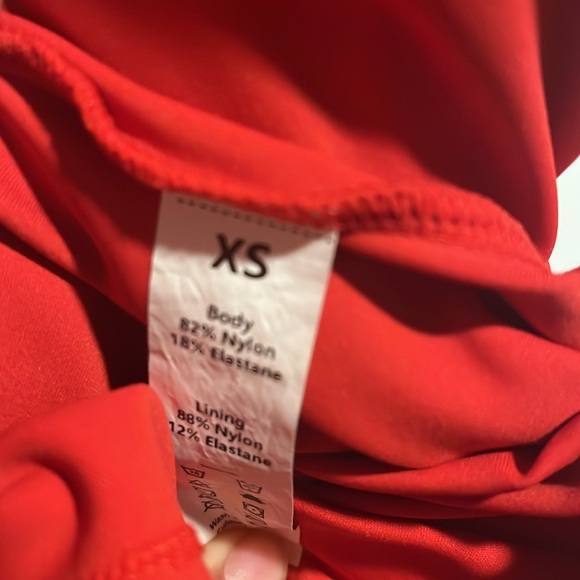 XS
Body
82% Nylon
18% Elastane
Lining
88% Nylon
12% Elastane